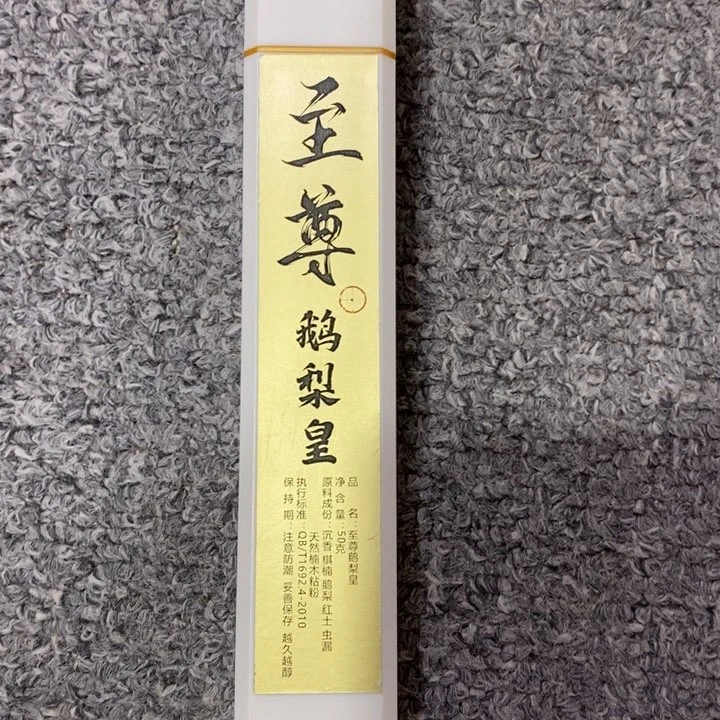 至尊
鹅梨皇
品 名：至尊鹅梨皇
净含量：50克
原料成份：沉香 棋楠 鹅梨 红土 虫漏
天然楠木粘粉
执行标准：QB/T1692.4-2010
保持期：注意防潮 妥善保存 越久越醇